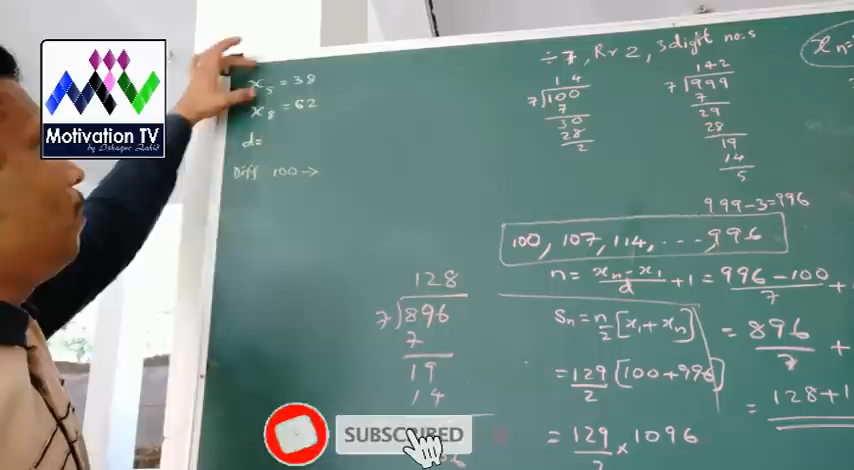 Motivation TV
by Ishaque Zahid
x₅ = 38
x₈ = 62
d=
Diff 100 →
÷ 7, R r 2, 3 digit no:s
14
7)100
7
30
28
2
142
7)999
7
29
28
19
14
5
999-3=996
100, 107, 114, ... , 996
n = xₙ - x₁ / d + 1 = 996 - 100 / 7 +
= 896 / 7 +
= 128+1
128
7)896
7
19
14
Sₙ = n/2 [x₁ + xₙ]
= 129/2 [100+996]
= 129/2 × 1096
SUBSCRIBED